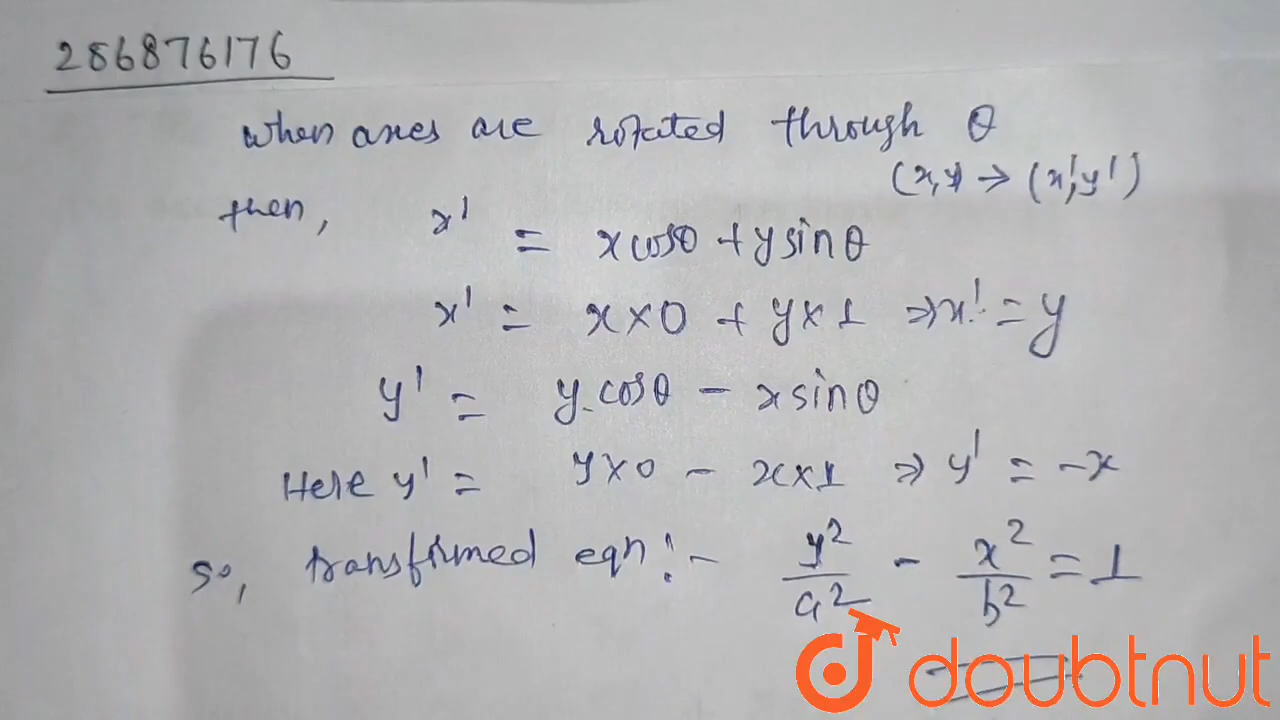 286876176
when axes are rotated through θ
(x,y) → (x',y')
then, x' = x cosθ + y sinθ
x' = x × 0 + y × 1 ⇒ x' = y
y' = y.cosθ - x sinθ
Here y' = y × 0 - x × 1 ⇒ y' = -x
so, transformed eqn :- y²/a² - x²/b² = 1
doubtnut